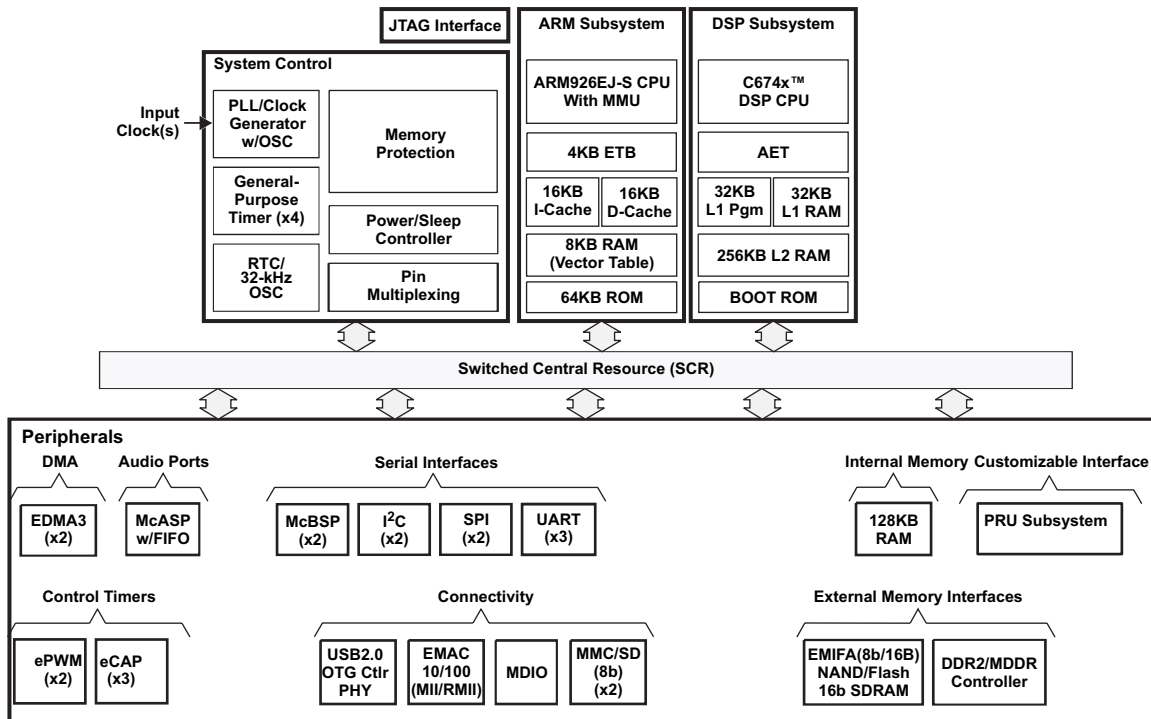 JTAG Interface
ARM Subsystem
DSP Subsystem
System Control
Input
Clock(s)
PLL/Clock
Generator
w/OSC
General-
Purpose
Timer (x4)
RTC/
32-kHz
OSC
Memory
Protection
Power/Sleep
Controller
Pin
Multiplexing
ARM926EJ-S CPU
With MMU
4KB ETB
16KB
I-Cache
16KB
D-Cache
8KB RAM
(Vector Table)
64KB ROM
C674x™
DSP CPU
AET
32KB
L1 Pgm
32KB
L1 RAM
256KB L2 RAM
BOOT ROM
Switched Central Resource (SCR)
Peripherals
DMA
EDMA3
(x2)
Audio Ports
McASP
w/FIFO
Serial Interfaces
McBSP
(x2)
I²C
(x2)
SPI
(x2)
UART
(x3)
Internal Memory
128KB
RAM
Customizable Interface
PRU Subsystem
Control Timers
ePWM
(x2)
eCAP
(x3)
Connectivity
USB2.0
OTG Ctlr
PHY
EMAC
10/100
(MII/RMII)
MDIO
MMC/SD
(8b)
(x2)
External Memory Interfaces
EMIFA(8b/16B)
NAND/Flash
16b SDRAM
DDR2/MDDR
Controller